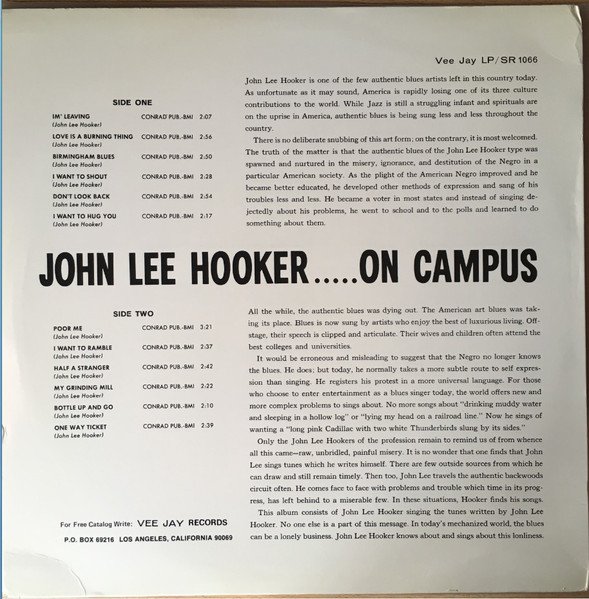 Vee Jay LP/SR 1066
SIDE ONE
IM' LEAVING CONRAD PUB.-BMI 2:07
(John Lee Hooker)
LOVE IS A BURNING THING CONRAD PUB.-BMI 2:56
(John Lee Hooker)
BIRMINGHAM BLUES CONRAD PUB.-BMI 2:50
(John Lee Hooker)
I WANT TO SHOUT CONRAD PUB.-BMI 2:28
(John Lee Hooker)
DON'T LOOK BACK CONRAD PUB.-BMI 2:54
(John Lee Hooker)
I WANT TO HUG YOU CONRAD PUB.-BMI 2:17
(John Lee Hooker)
John Lee Hooker is one of the few authentic blues artists left in this country today.
As unfortunate as it may sound, America is rapidly losing one of its three culture
contributions to the world. While Jazz is still a struggling infant and spirituals are
on the uprise in America, authentic blues is being sung less and less throughout the
country.
There is no deliberate snubbing of this art form; on the contrary, it is most welcomed.
The truth of the matter is that the authentic blues of the John Lee Hooker type was
spawned and nurtured in the misery, ignorance, and destitution of the Negro in a
particular American society. As the plight of the American Negro improved and he
became better educated, he developed other methods of expression and sang of his
troubles less and less. He became a voter in most states and instead of singing de-
jectedly about his problems, he went to school and to the polls and learned to do
something about them.
JOHN LEE HOOKER.....ON CAMPUS
SIDE TWO
POOR ME CONRAD PUB.-BMI 3:21
(John Lee Hooker)
I WANT TO RAMBLE CONRAD PUB.-BMI 2:37
(John Lee Hooker)
HALF A STRANGER CONRAD PUB.-BMI 2:42
(John Lee Hooker)
MY GRINDING MILL CONRAD PUB.-BMI 2:22
(John Lee Hooker)
BOTTLE UP AND GO CONRAD PUB.-BMI 2:10
(John Lee Hooker)
ONE WAY TICKET CONRAD PUB.-BMI 2:39
(John Lee Hooker)
All the while, the authentic blues was dying out. The American art blues was tak-
ing its place. Blues is now sung by artists who enjoy the best of luxurious living. Off-
stage, their speech is clipped and articulate. Their wives and children often attend the
best colleges and universities.
It would be erroneous and misleading to suggest that the Negro no longer knows
the blues. He does; but today, he normally takes a more subtle route to self expres-
sion than singing. He registers his protest in a more universal language. For those
who choose to enter entertainment as a blues singer today, the world offers new and
more complex problems to sings about. No more songs about "drinking muddy water
and sleeping in a hollow log" or "lying my head on a railroad line." Now he sings of
wanting a "long pink Cadillac with two white Thunderbirds slung by its sides."
Only the John Lee Hookers of the profession remain to remind us of from whence
all this came—raw, unbridled, painful misery. It is no wonder that one finds that John
Lee sings tunes which he writes himself. There are few outside sources from which he
can draw and still remain timely. Then too, John Lee travels the authentic backwoods
circuit often. He comes face to face with problems and trouble which time in its prog-
ress, has left behind to a miserable few. In these situations, Hooker finds his songs.
This album consists of John Lee Hooker singing the tunes written by John Lee
Hooker. No one else is a part of this message. In today's mechanized world, the blues
can be a lonely business. John Lee Hooker knows about and sings about this lonliness.
For Free Catalog Write: VEE JAY RECORDS
P.O. BOX 69216 LOS ANGELES, CALIFORNIA 90069